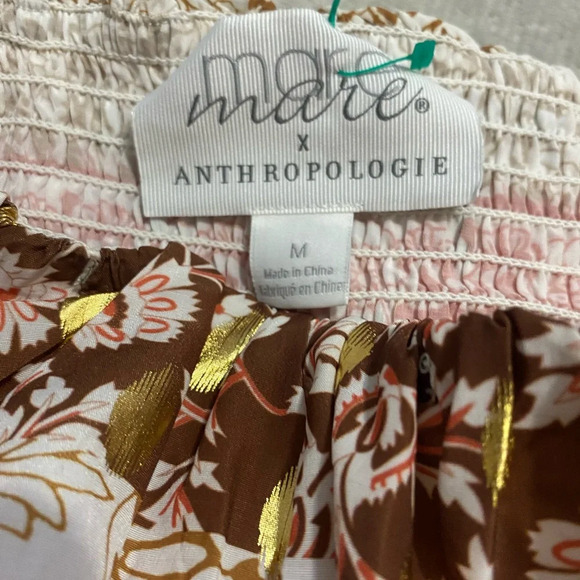 mare
mare®
X
ANTHROPOLOGIE
M
Made in China
Fabriqué en Chine